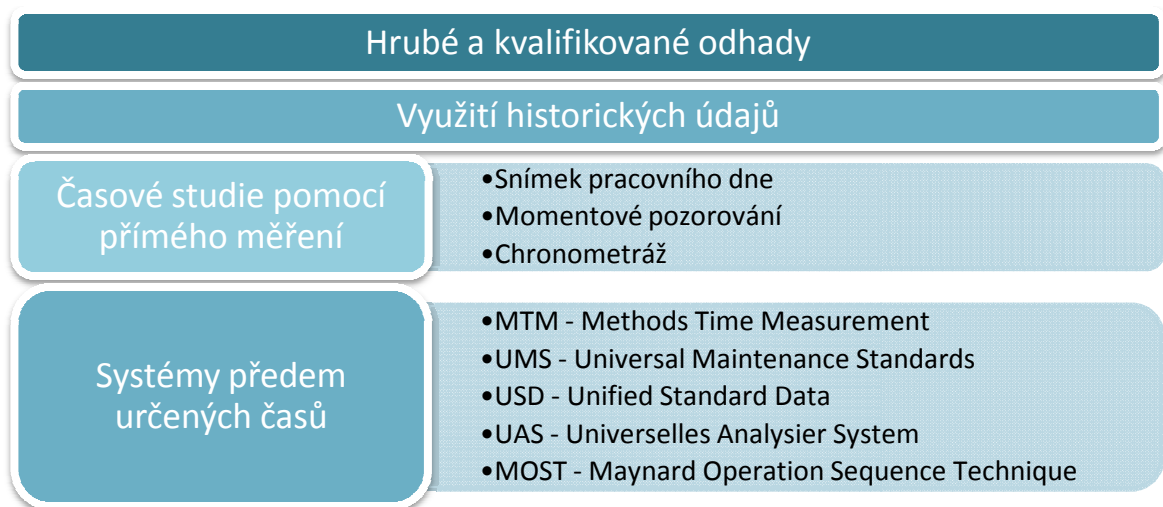 Hrubé a kvalifikované odhady
Využití historických údajů
Časové studie pomocí
přímého měření
•Snímek pracovního dne
•Momentové pozorování
•Chronometráž
Systémy předem
určených časů
•MTM - Methods Time Measurement
•UMS - Universal Maintenance Standards
•USD - Unified Standard Data
•UAS - Universelles Analysier System
•MOST - Maynard Operation Sequence Technique